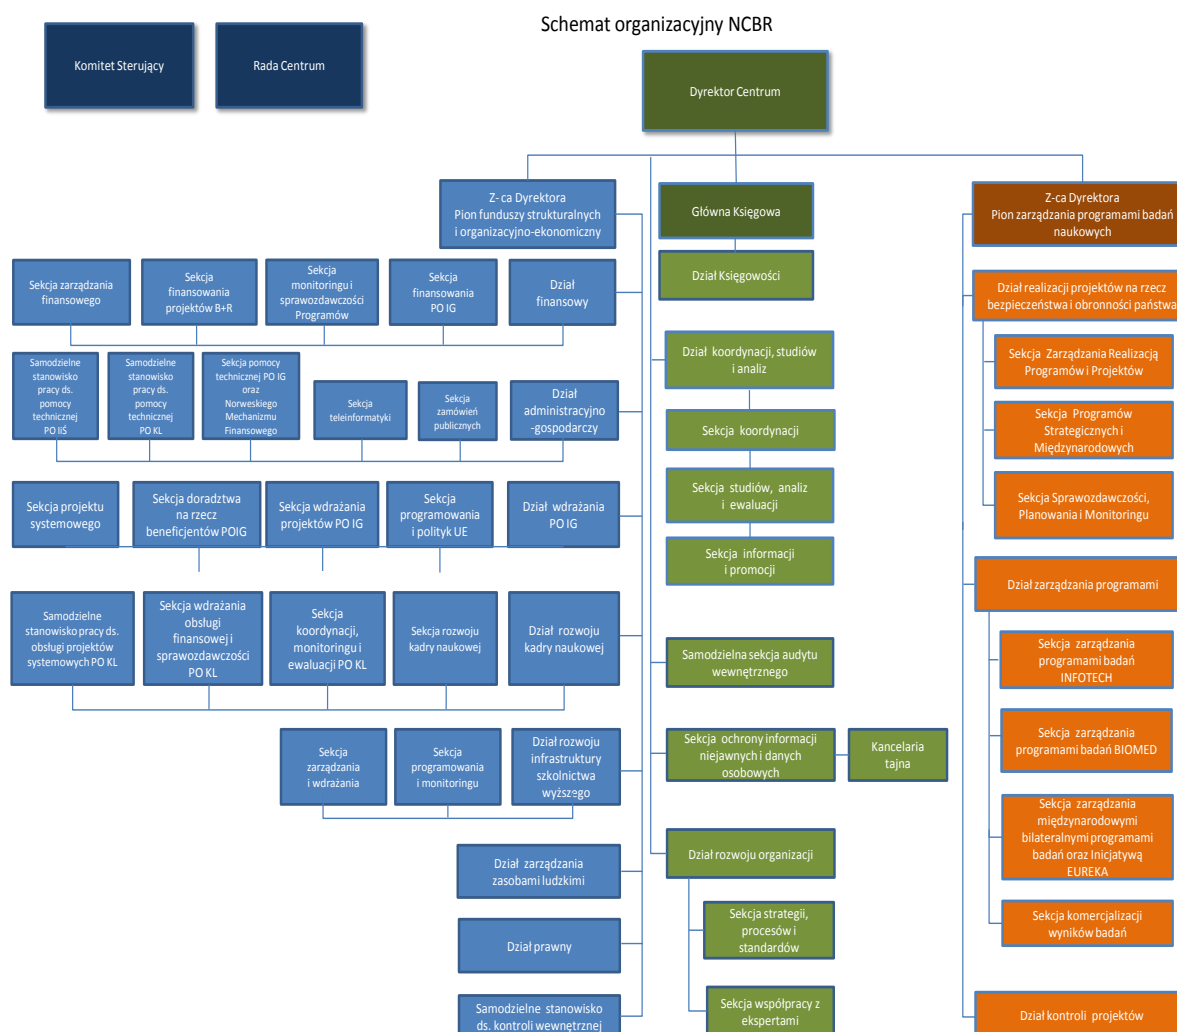 Schemat organizacyjny NCBR
Komitet Sterujący
Rada Centrum
Dyrektor Centrum
Z- ca Dyrektora
Pion funduszy strukturalnych
i organizacyjno-ekonomiczny
Główna Księgowa
Z-ca Dyrektora
Pion zarządzania programami badań
naukowych
Dział Księgowości
Sekcja zarządzania
finansowego
Sekcja
finansowania
projektów B+R
Sekcja
monitoringu i
sprawozdawczości
Programów
Sekcja
finansowania
PO IG
Dział
finansowy
Samodzielne
stanowisko
pracy ds.
pomocy
technicznej
PO IiŚ
Samodzielne
stanowisko
pracy ds.
pomocy
technicznej
PO KL
Sekcja pomocy
technicznej PO IG
oraz
Norweskiego
Mechanizmu
Finansowego
Sekcja
teleinformatyki
Sekcja
zamówień
publicznych
Dział
administracyjno
-gospodarczy
Sekcja projektu
systemowego
Sekcja doradztwa
na rzecz
beneficjentów POIG
Sekcja wdrażania
projektów PO IG
Sekcja
programowania
i polityk UE
Dział wdrażania
PO IG
Samodzielne
stanowisko pracy ds.
obsługi projektów
systemowych PO KL
Sekcja wdrażania
obsługi
finansowej i
sprawozdawczości
PO KL
Sekcja
koordynacji,
monitoringu i
ewaluacji PO KL
Sekcja rozwoju
kadry naukowej
Dział rozwoju
kadry naukowej
Sekcja
zarządzania
i wdrażania
Sekcja
programowania
i monitoringu
Dział rozwoju
infrastruktury
szkolnictwa
wyższego
Dział zarządzania
zasobami ludzkimi
Dział prawny
Samodzielne stanowisko
ds. kontroli wewnętrznej
Dział koordynacji, studiów
i analiz
Sekcja koordynacji
Sekcja studiów, analiz
i ewaluacji
Sekcja informacji
i promocji
Samodzielna sekcja audytu
wewnętrznego
Sekcja ochrony informacji
niejawnych i danych
osobowych
Kancelaria
tajna
Dział rozwoju organizacji
Sekcja strategii,
procesów i
standardów
Sekcja współpracy z
ekspertami
Dział realizacji projektów na rzecz
bezpieczeństwa i obronności państwa
Sekcja Zarządzania Realizacją
Programów i Projektów
Sekcja Programów
Strategicznych i
Międzynarodowych
Sekcja Sprawozdawczości,
Planowania i Monitoringu
Dział zarządzania programami
Sekcja zarządzania
programami badań
INFOTECH
Sekcja zarządzania
programami badań BIOMED
Sekcja zarządzania
międzynarodowymi
bilateralnymi programami
badań oraz Inicjatywą
EUREKA
Sekcja komercjalizacji
wyników badań
Dział kontroli projektów